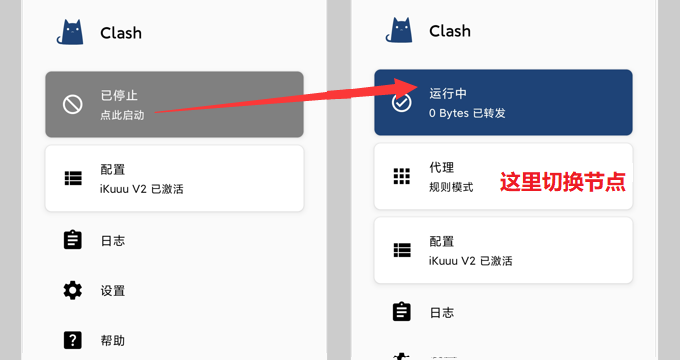 Clash
已停止
点此启动
配置
iKuuu V2 已激活
日志
设置
帮助
Clash
运行中
0 Bytes 已转发
代理
规则模式
这里切换节点
配置
iKuuu V2 已激活
日志